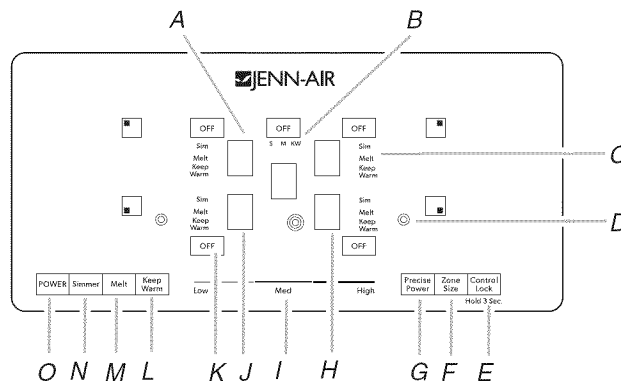 A B
JENN-AIR
OFF OFF OFF
S M KW
Sim Sim
Melt Melt
Keep Warm Keep Warm
C
Sim Sim
Melt Melt
Keep Warm Keep Warm
D
OFF OFF
POWER Simmer Melt Keep Warm
Low Med High
Precise Power Zone Size Control Lock
Hold 3 Sec.
O N M L K J I H G F E